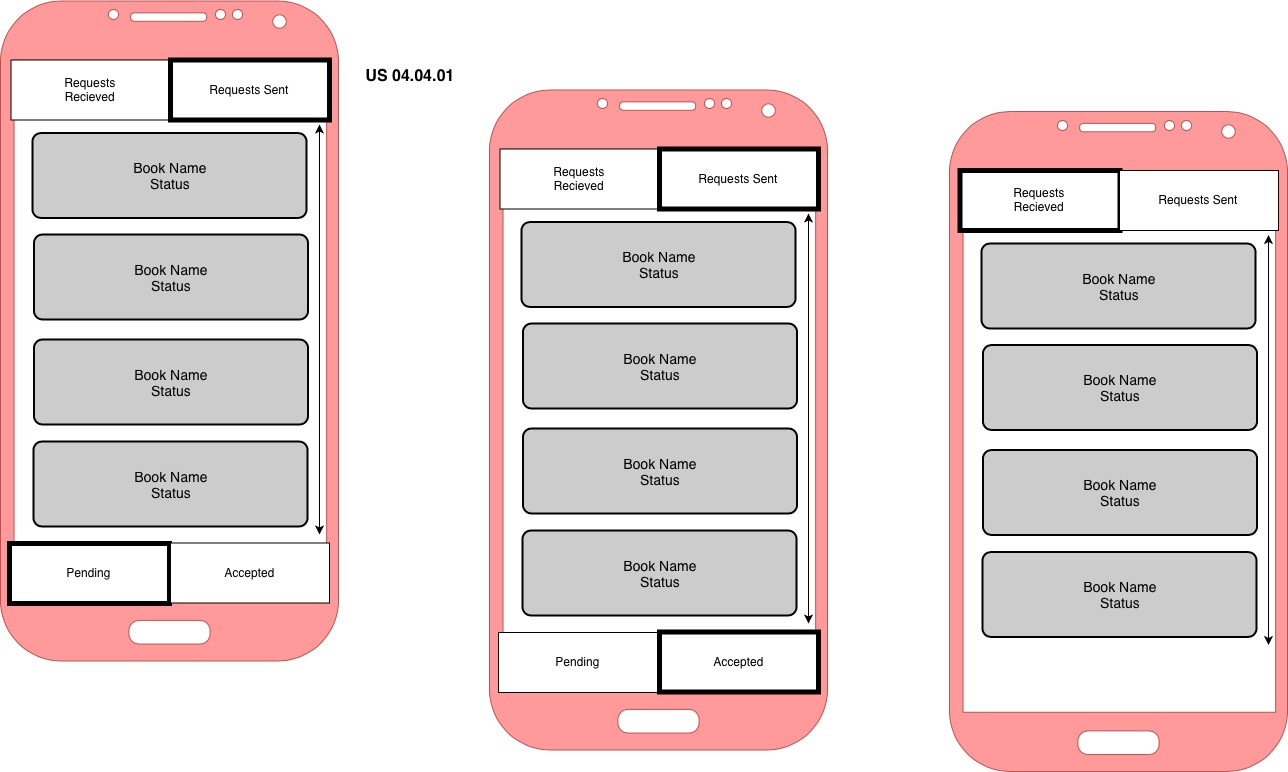 Requests
Recieved
Requests Sent
Book Name
Status
Book Name
Status
Book Name
Status
Book Name
Status
Pending
Accepted
US 04.04.01
Requests
Recieved
Requests Sent
Book Name
Status
Book Name
Status
Book Name
Status
Book Name
Status
Pending
Accepted
Requests
Recieved
Requests Sent
Book Name
Status
Book Name
Status
Book Name
Status
Book Name
Status